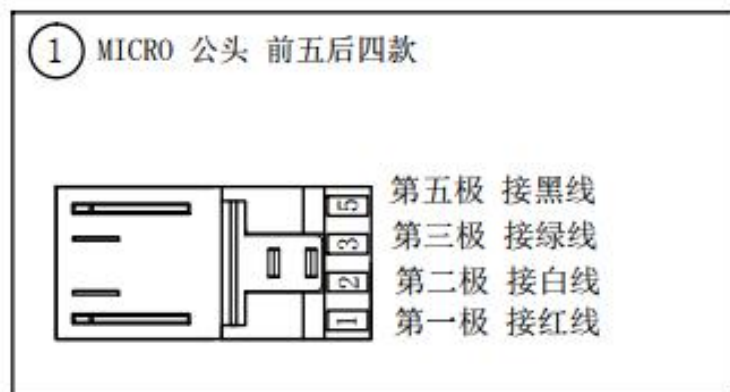 1 MICRO 公头 前五后四款
5 第五极 接黑线
3 第三极 接绿线
2 第二极 接白线
1 第一极 接红线